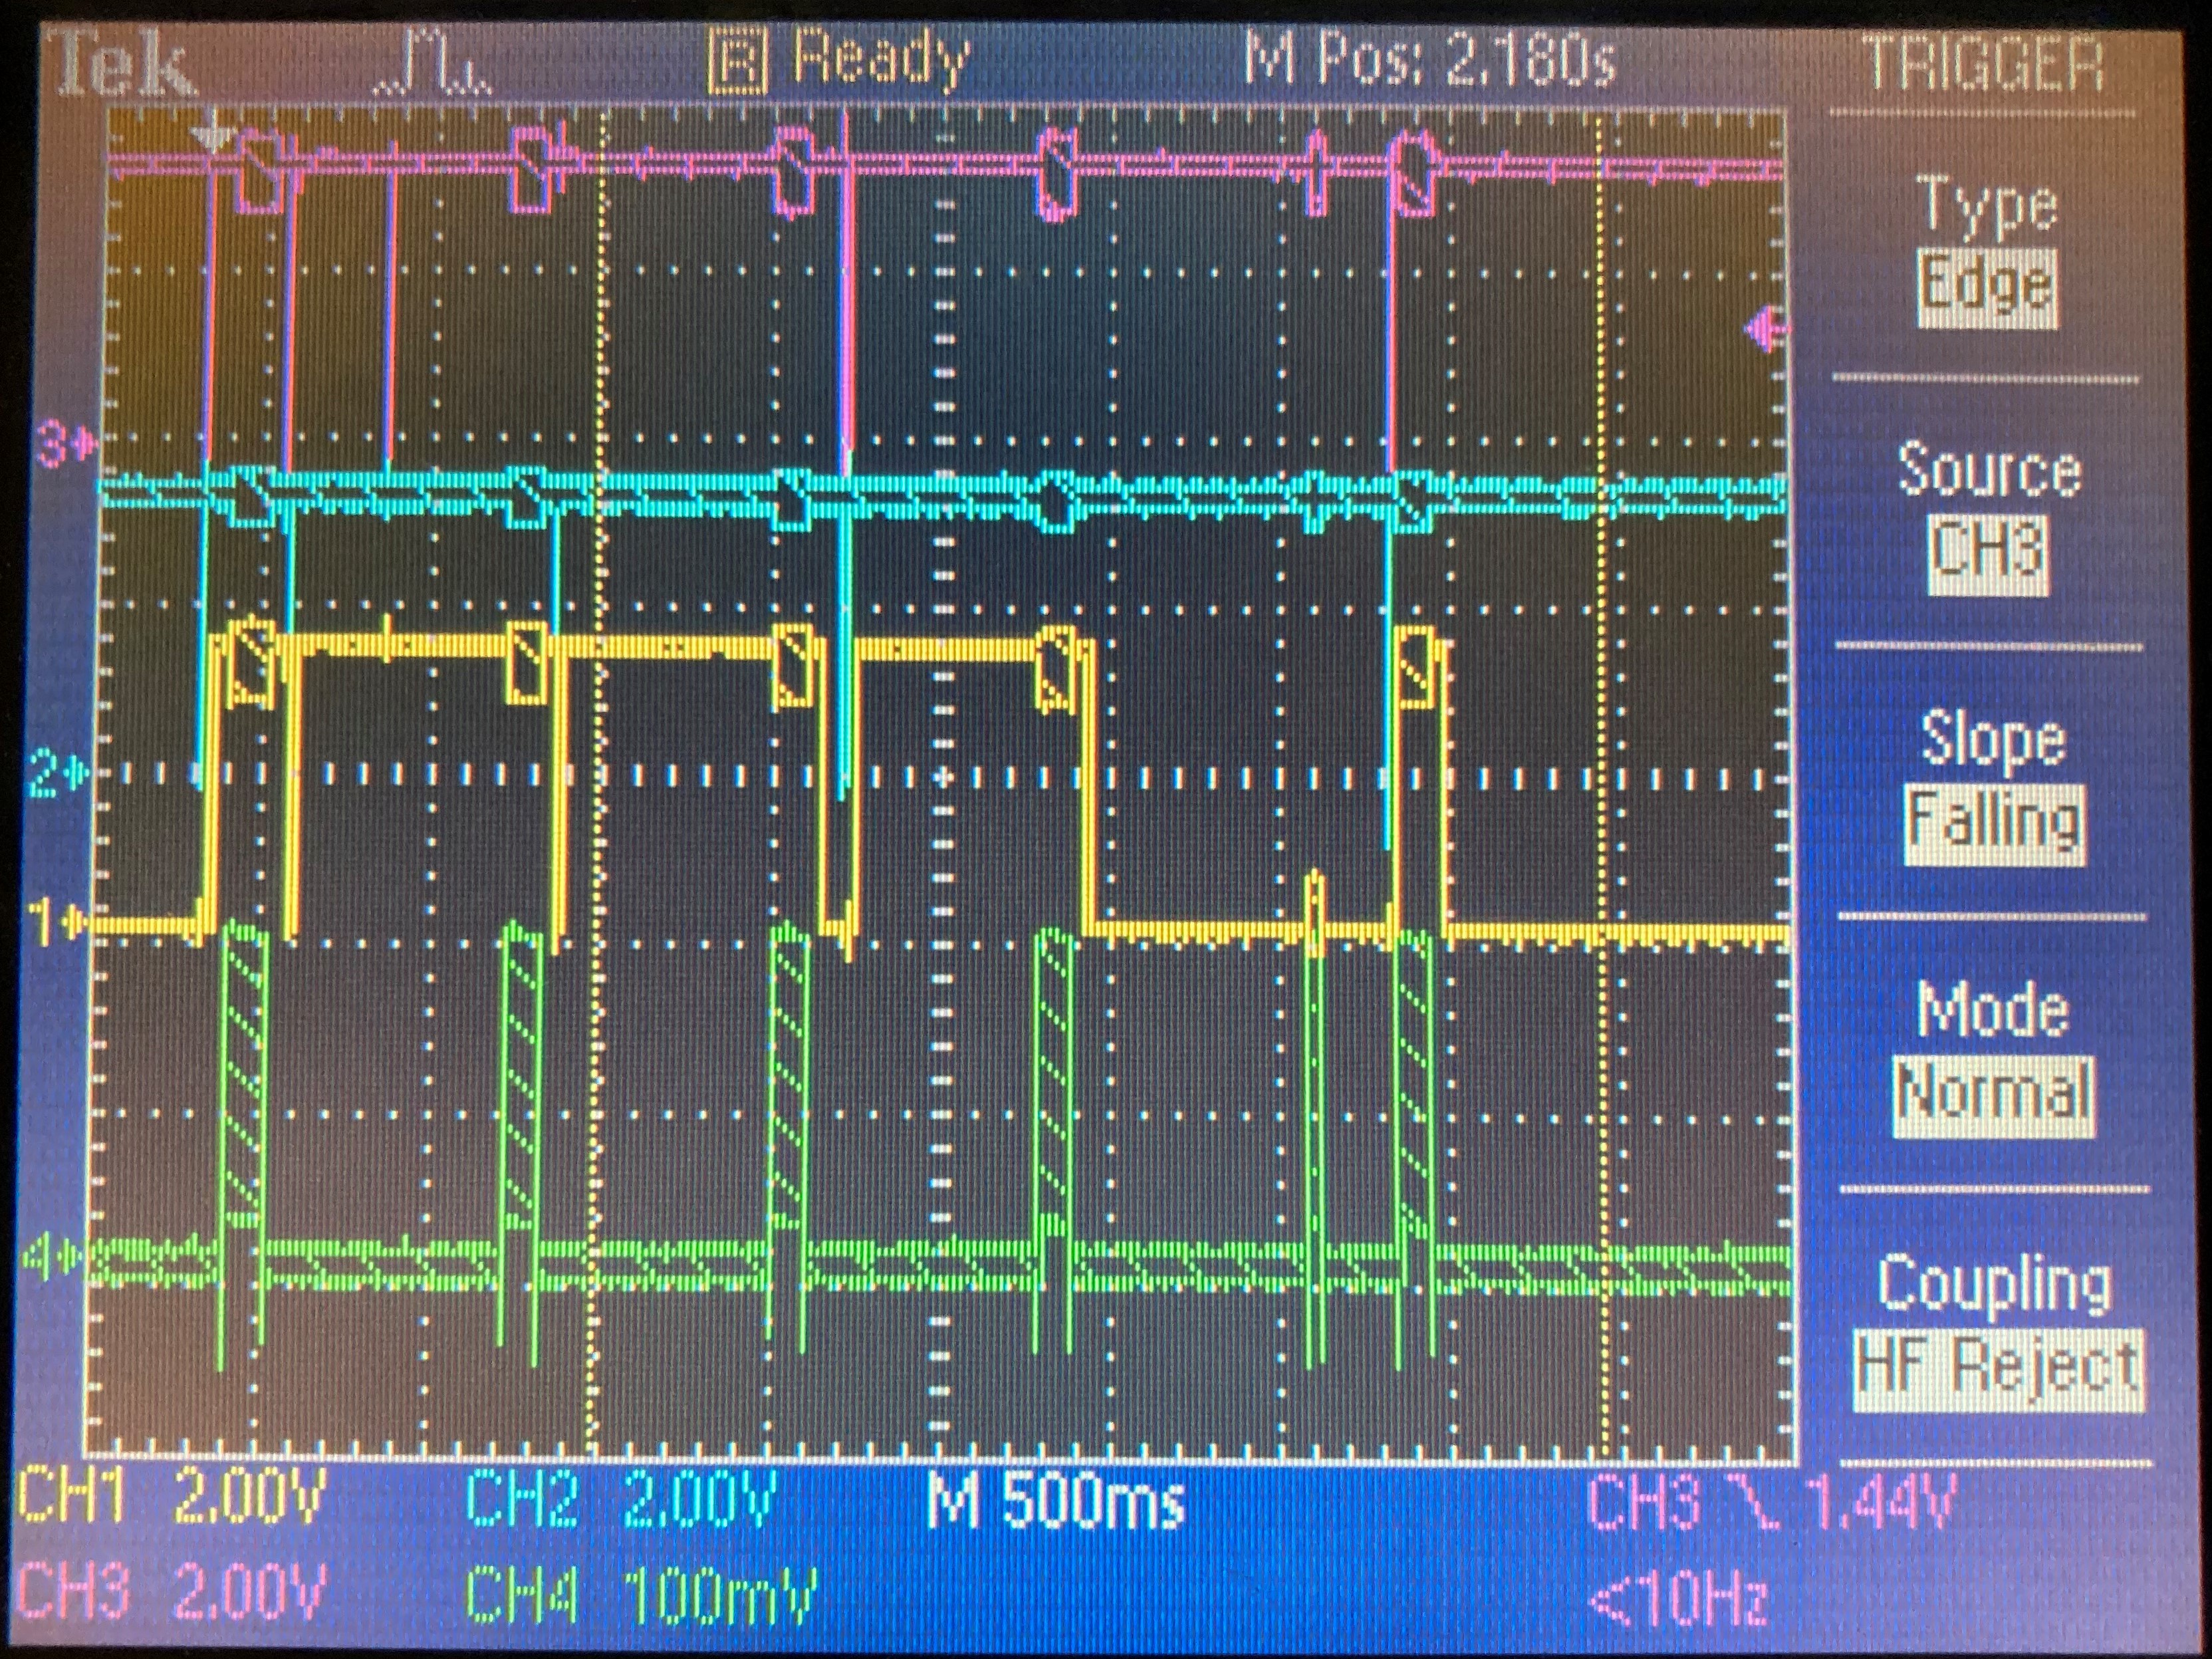 Tek R Ready M Pos: 2.180s TRIGGER
Type
Edge
Source
CH3
Slope
Falling
Mode
Normal
Coupling
HF Reject
3
2
1
4
CH1 2.00V CH2 2.00V M 500ms CH3 1.44V
CH3 2.00V CH4 100mV <10Hz